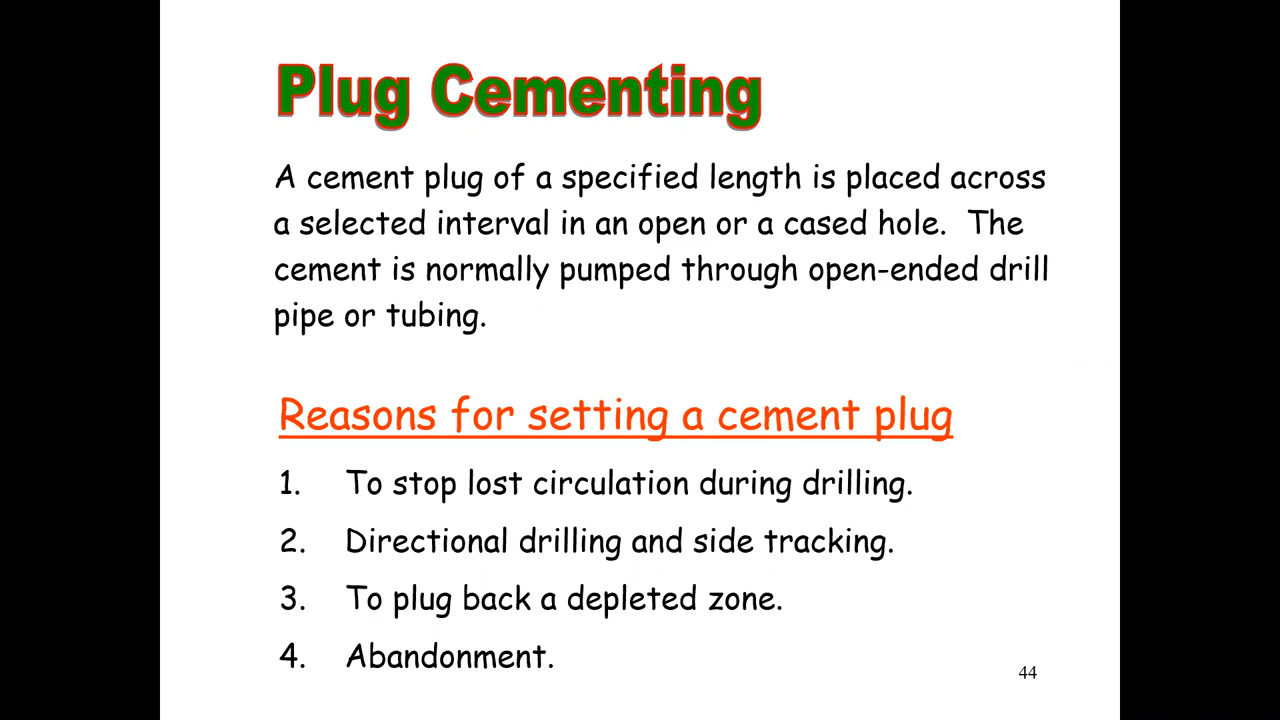 Plug Cementing
A cement plug of a specified length is placed across
a selected interval in an open or a cased hole.  The
cement is normally pumped through open-ended drill
pipe or tubing.
Reasons for setting a cement plug
1. To stop lost circulation during drilling.
2. Directional drilling and side tracking.
3. To plug back a depleted zone.
4. Abandonment.
44